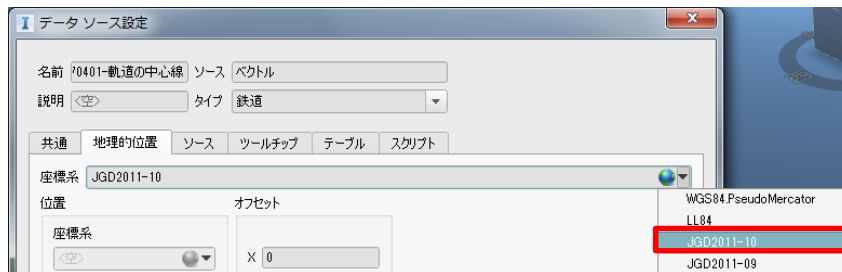 データ ソース設定
名前 70401-軌道の中心線 ソース ベクトル
説明 <空> タイプ 鉄道
共通 地理的位置 ソース ツールチップ テーブル スクリプト
座標系 JGD2011-10
位置 オフセット
座標系
<空> X 0
WGS84.PseudoMercator
LL84
JGD2011-10
JGD2011-09